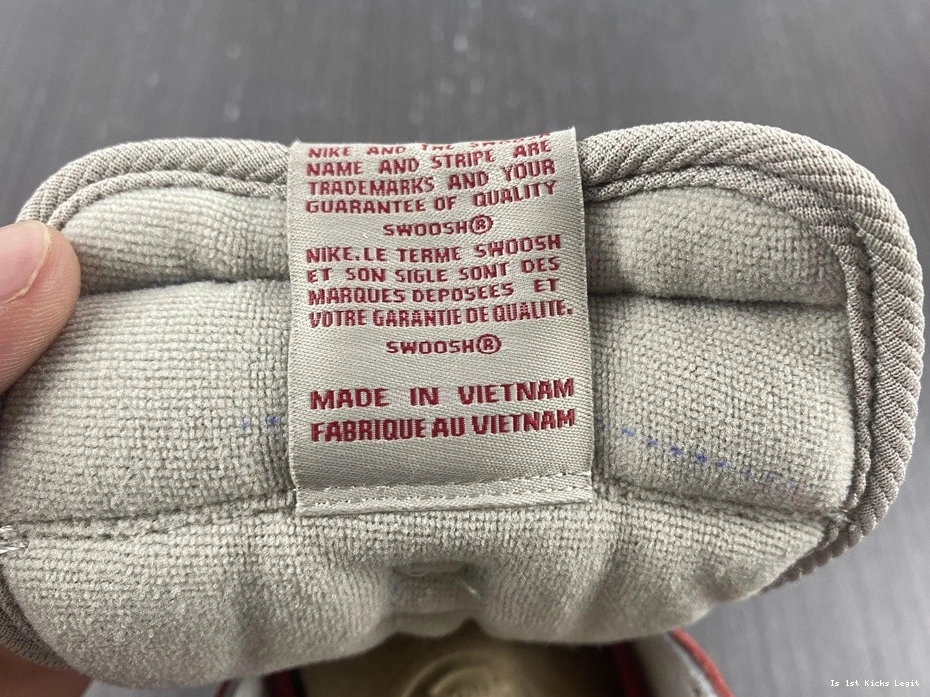 NIKE AND THE SWOOSH
NAME AND STRIPE ARE
TRADEMARKS AND YOUR
GUARANTEE OF QUALITY
SWOOSH®
NIKE.LE TERME SWOOSH
ET SON SIGLE SONT DES
MARQUES DEPOSEES ET
VOTRE GARANTIE DE QUALITE.
SWOOSH®
MADE IN VIETNAM
FABRIQUE AU VIETNAM
Is 1st Kicks Legit